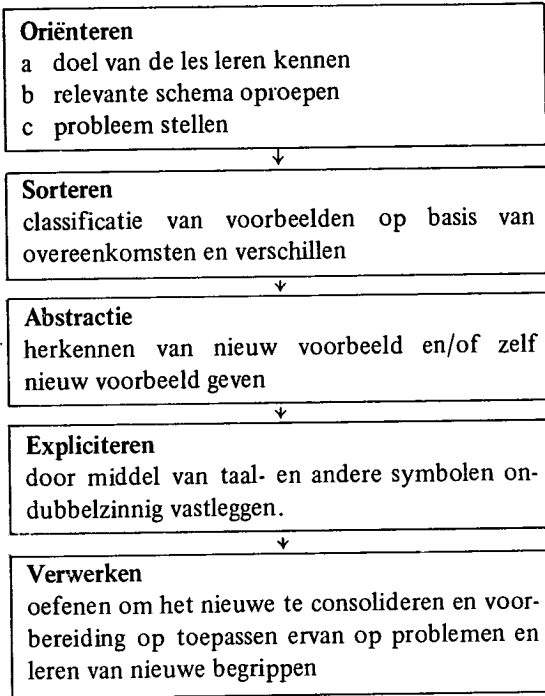 Oriënteren
a doel van de les leren kennen
b relevante schema oproepen
c probleem stellen
Sorteren
classificatie van voorbeelden op basis van
overeenkomsten en verschillen
Abstractie
herkennen van nieuw voorbeeld en/of zelf
nieuw voorbeeld geven
Expliciteren
door middel van taal- en andere symbolen on-
dubbelzinnig vastleggen.
Verwerken
oefenen om het nieuwe te consolideren en voor-
bereiding op toepassen ervan op problemen en
leren van nieuwe begrippen